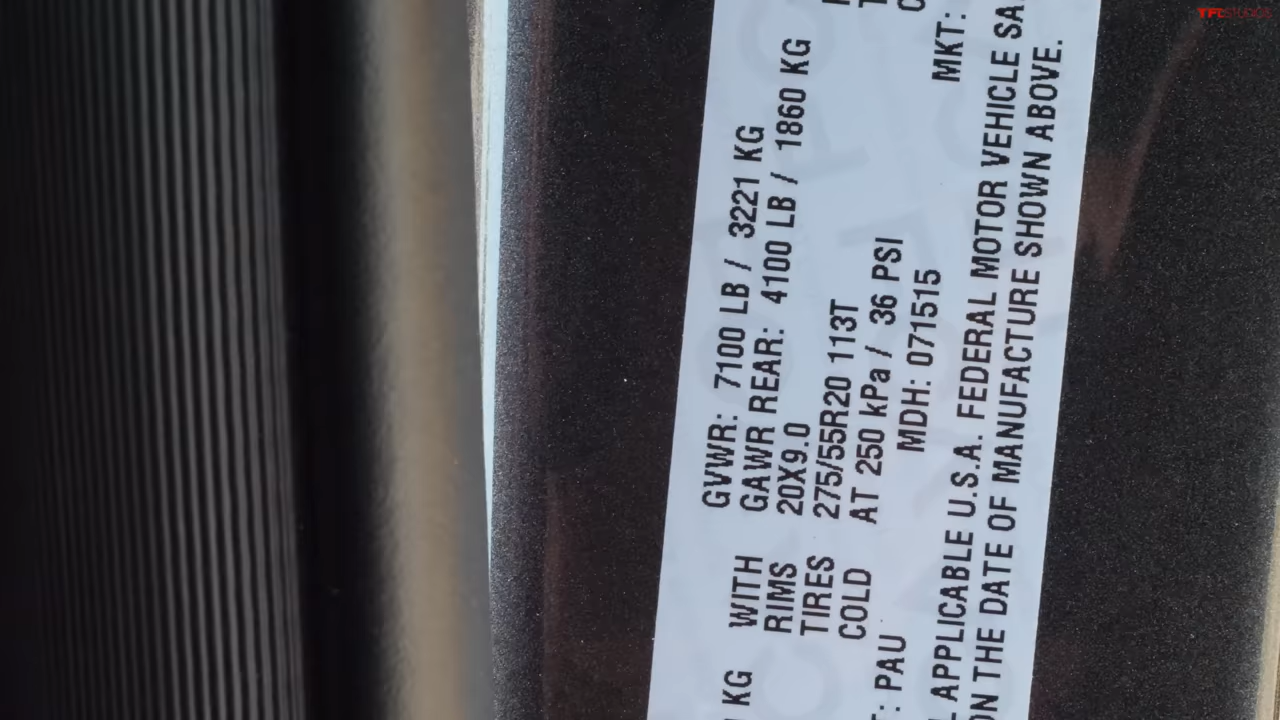 GVWR: 7100 LB / 3221 KG
KG WITH GAWR REAR: 4100 LB / 1860 KG
RIMS 20X9.0
TIRES 275/55R20 113T
COLD AT 250 kPa / 36 PSI
PAU MDH: 071515 MKT:
APPLICABLE U.S.A. FEDERAL MOTOR VEHICLE
ON THE DATE OF MANUFACTURE SHOWN ABOVE.
TFLSTUDIOS